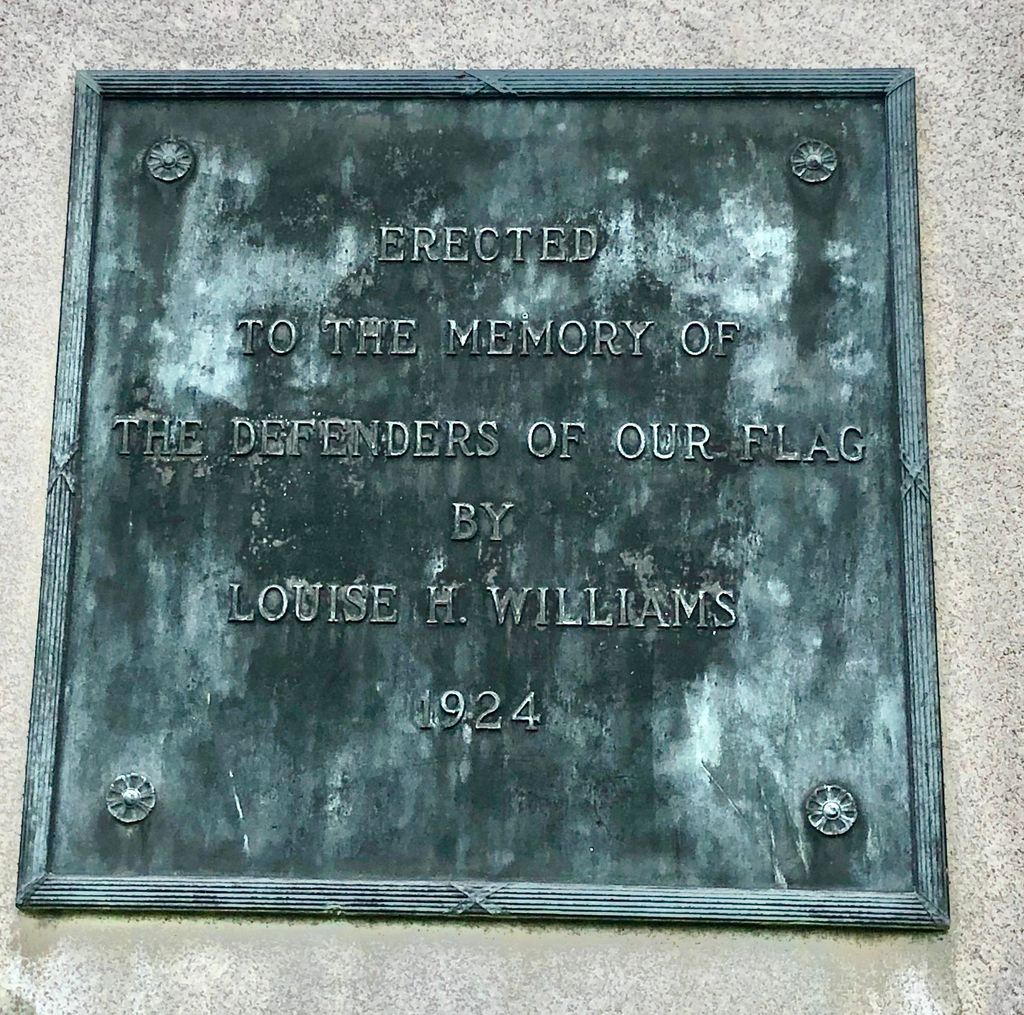 ERECTED
TO THE MEMORY OF
THE DEFENDERS OF OUR FLAG
BY
LOUISE H. WILLIAMS
1924